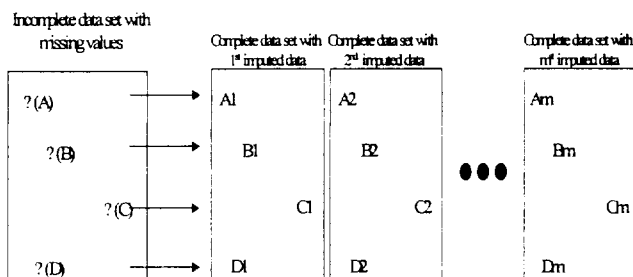 Incomplete data set with
missing values
Complete data set with
1st imputed data
Complete data set with
2nd imputed data
Complete data set with
mst imputed data
?(A)
A1
A2
Am
?(B)
B1
B2
Bm
?(C)
C1
C2
Cm
?(D)
D1
D2
Dm